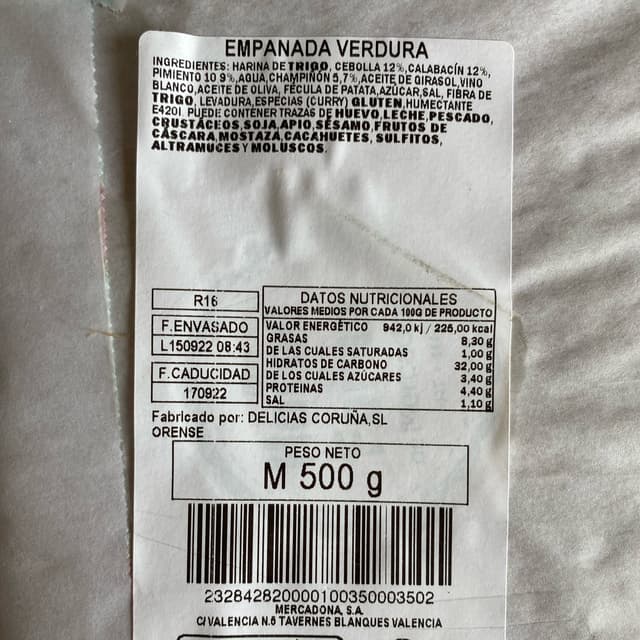 EMPANADA VERDURA
INGREDIENTES: HARINA DE TRIGO, CEBOLLA 12%, CALABACÍN 12%,
PIMIENTO 10 9%, AGUA, CHAMPIÑÓN 5,7%, ACEITE DE GIRASOL, VINO
BLANCO, ACEITE DE OLIVA, FÉCULA DE PATATA, AZÚCAR, SAL, FIBRA DE
TRIGO, LEVADURA, ESPECIAS (CURRY) GLUTEN, HUMECTANTE
E420I. PUEDE CONTENER TRAZAS DE HUEVO, LECHE, PESCADO,
CRUSTÁCEOS, SOJA, APIO, SÉSAMO, FRUTOS DE
CÁSCARA, MOSTAZA, CACAHUETES, SULFITOS,
ALTRAMUCES Y MOLUSCOS.
R16
F.ENVASADO
L150922 08:43
F.CADUCIDAD
170922
DATOS NUTRICIONALES
VALORES MEDIOS POR CADA 100G DE PRODUCTO
VALOR ENERGÉTICO 942,0 kj / 225,00 kcal
GRASAS 8,30 g
DE LAS CUALES SATURADAS 1,00 g
HIDRATOS DE CARBONO 32,00 g
DE LOS CUALES AZÚCARES 3,40 g
PROTEINAS 4,40 g
SAL 1,10 g
Fabricado por: DELICIAS CORUÑA,SL
ORENSE
PESO NETO
M 500 g
2328428200001003500035​02
MERCADONA, S.A.
C/ VALENCIA N.5 TAVERNES BLANQUES VALENCIA